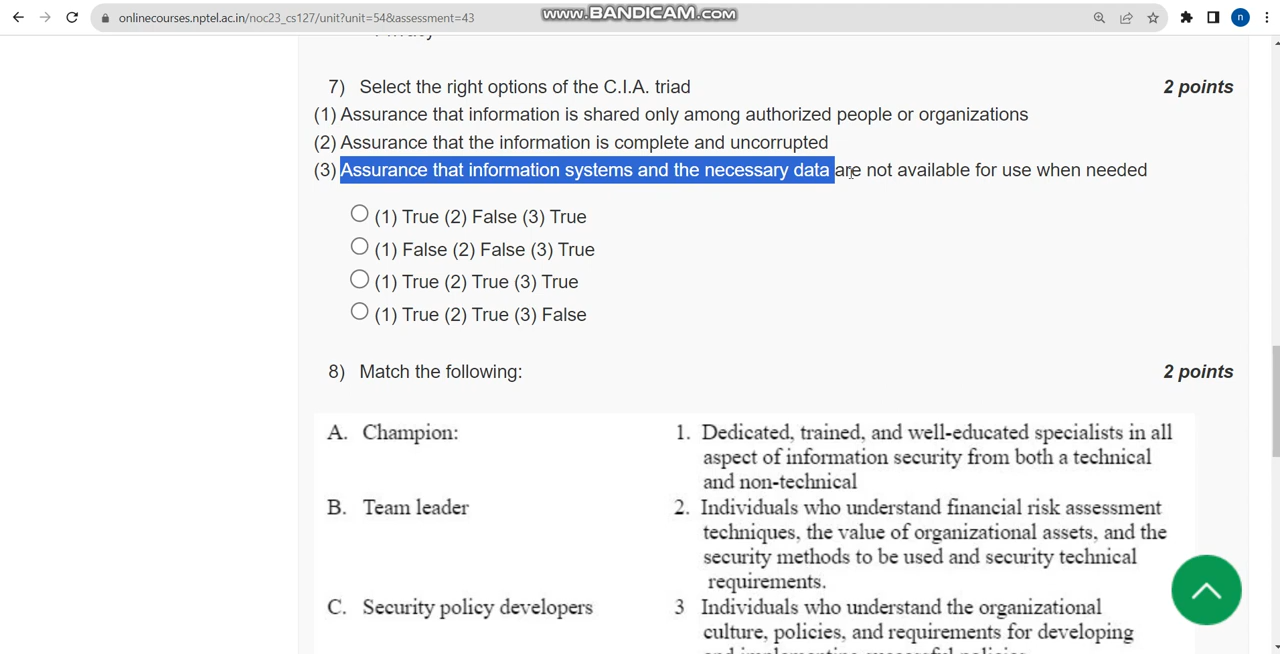 onlinecourses.nptel.ac.in/noc23_cs127/unit?unit=54&assessment=43
www.BANDICAM.com
n
7) Select the right options of the C.I.A. triad 2 points
(1) Assurance that information is shared only among authorized people or organizations
(2) Assurance that the information is complete and uncorrupted
(3) Assurance that information systems and the necessary data are not available for use when needed
(1) True (2) False (3) True
(1) False (2) False (3) True
(1) True (2) True (3) True
(1) True (2) True (3) False
8) Match the following: 2 points
A. Champion: 1. Dedicated, trained, and well-educated specialists in all
aspect of information security from both a technical
and non-technical
B. Team leader 2. Individuals who understand financial risk assessment
techniques, the value of organizational assets, and the
security methods to be used and security technical
requirements.
C. Security policy developers 3 Individuals who understand the organizational
culture, policies, and requirements for developing